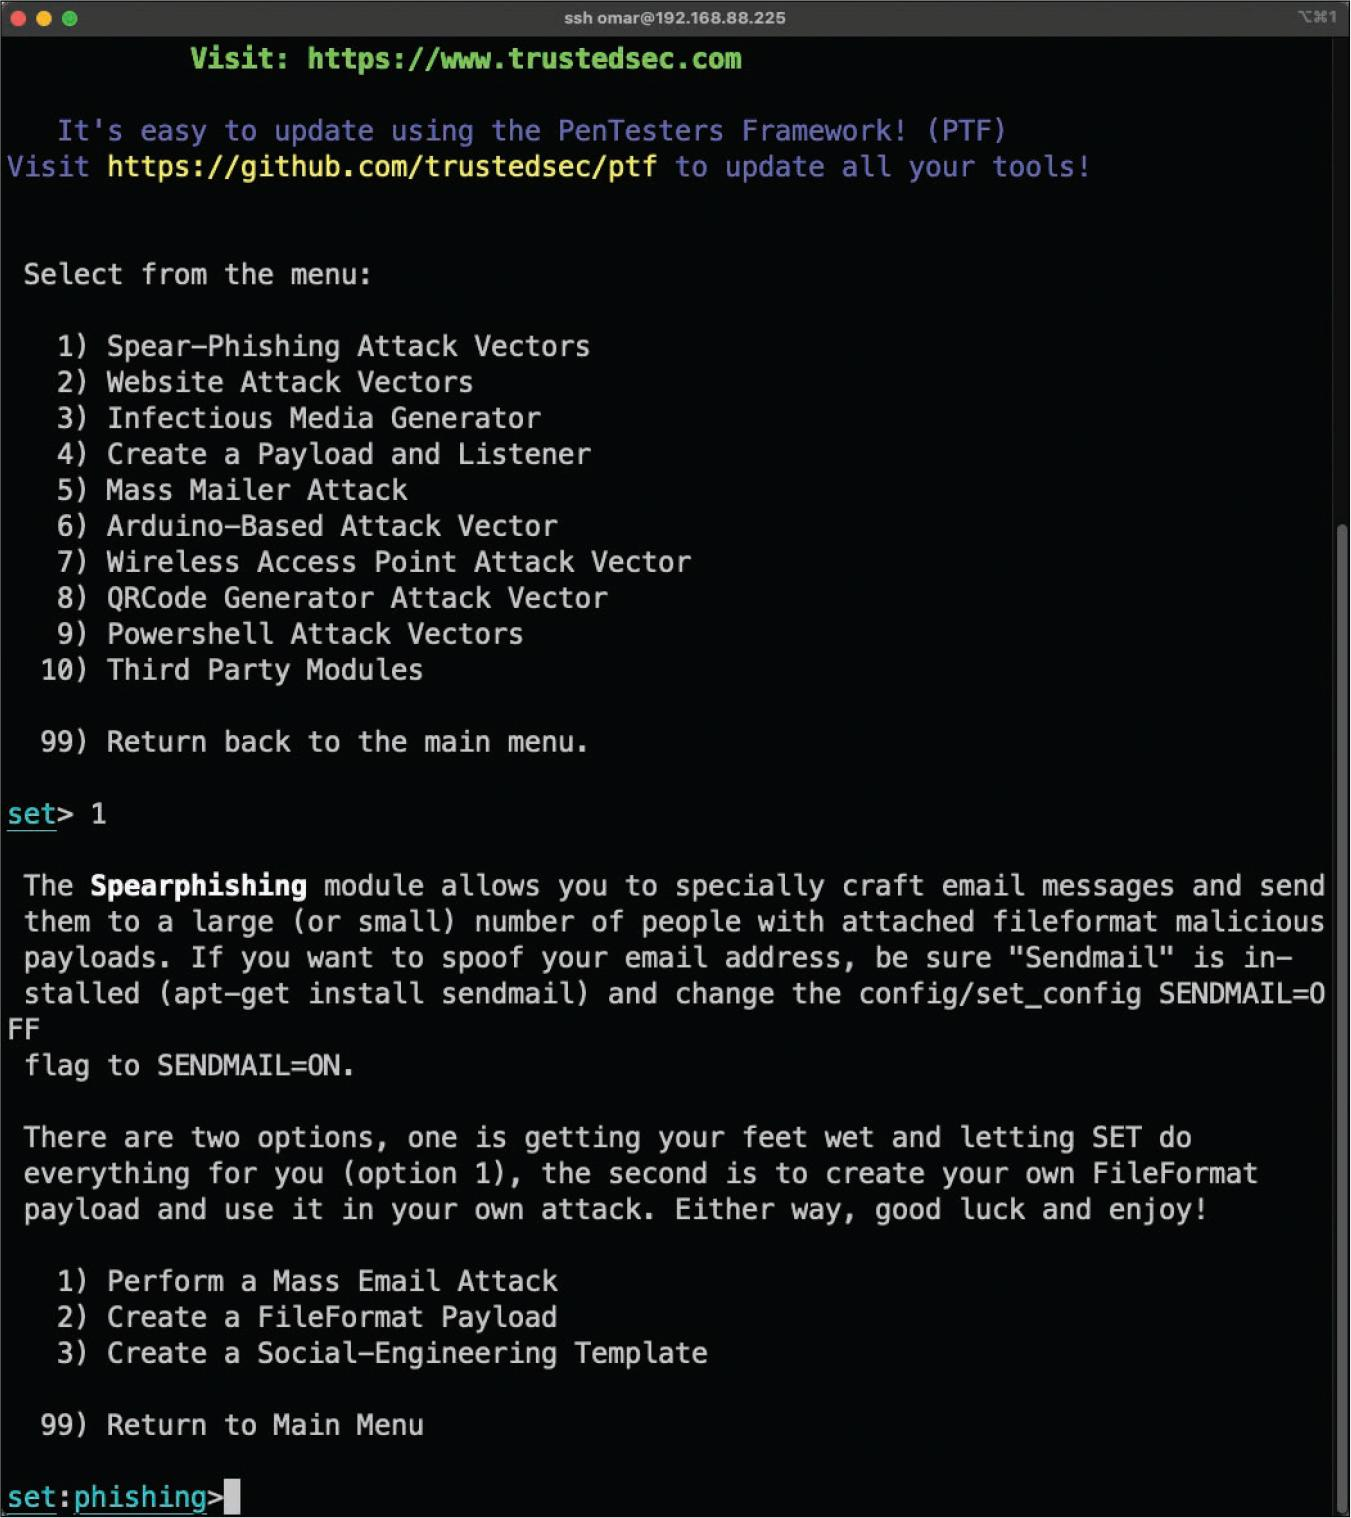 ssh omar@192.168.88.225
⌥⌘1
Visit: https://www.trustedsec.com
It's easy to update using the PenTesters Framework! (PTF)
Visit https://github.com/trustedsec/ptf to update all your tools!
Select from the menu:
1) Spear-Phishing Attack Vectors
2) Website Attack Vectors
3) Infectious Media Generator
4) Create a Payload and Listener
5) Mass Mailer Attack
6) Arduino-Based Attack Vector
7) Wireless Access Point Attack Vector
8) QRCode Generator Attack Vector
9) Powershell Attack Vectors
10) Third Party Modules
99) Return back to the main menu.
set> 1
The Spearphishing module allows you to specially craft email messages and send
them to a large (or small) number of people with attached fileformat malicious
payloads. If you want to spoof your email address, be sure "Sendmail" is in-
stalled (apt-get install sendmail) and change the config/set_config SENDMAIL=O
FF
flag to SENDMAIL=ON.
There are two options, one is getting your feet wet and letting SET do
everything for you (option 1), the second is to create your own FileFormat
payload and use it in your own attack. Either way, good luck and enjoy!
1) Perform a Mass Email Attack
2) Create a FileFormat Payload
3) Create a Social-Engineering Template
99) Return to Main Menu
set:phishing>